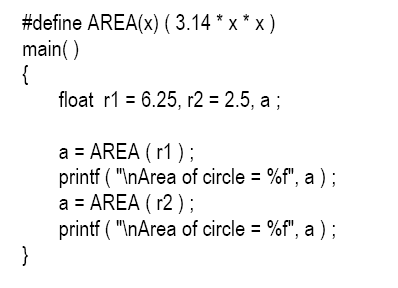 #define AREA(x) ( 3.14 * x * x )
main( )
{
float r1 = 6.25, r2 = 2.5, a ;
a = AREA ( r1 ) ;
printf ( "\nArea of circle = %f", a ) ;
a = AREA ( r2 ) ;
printf ( "\nArea of circle = %f", a ) ;
}